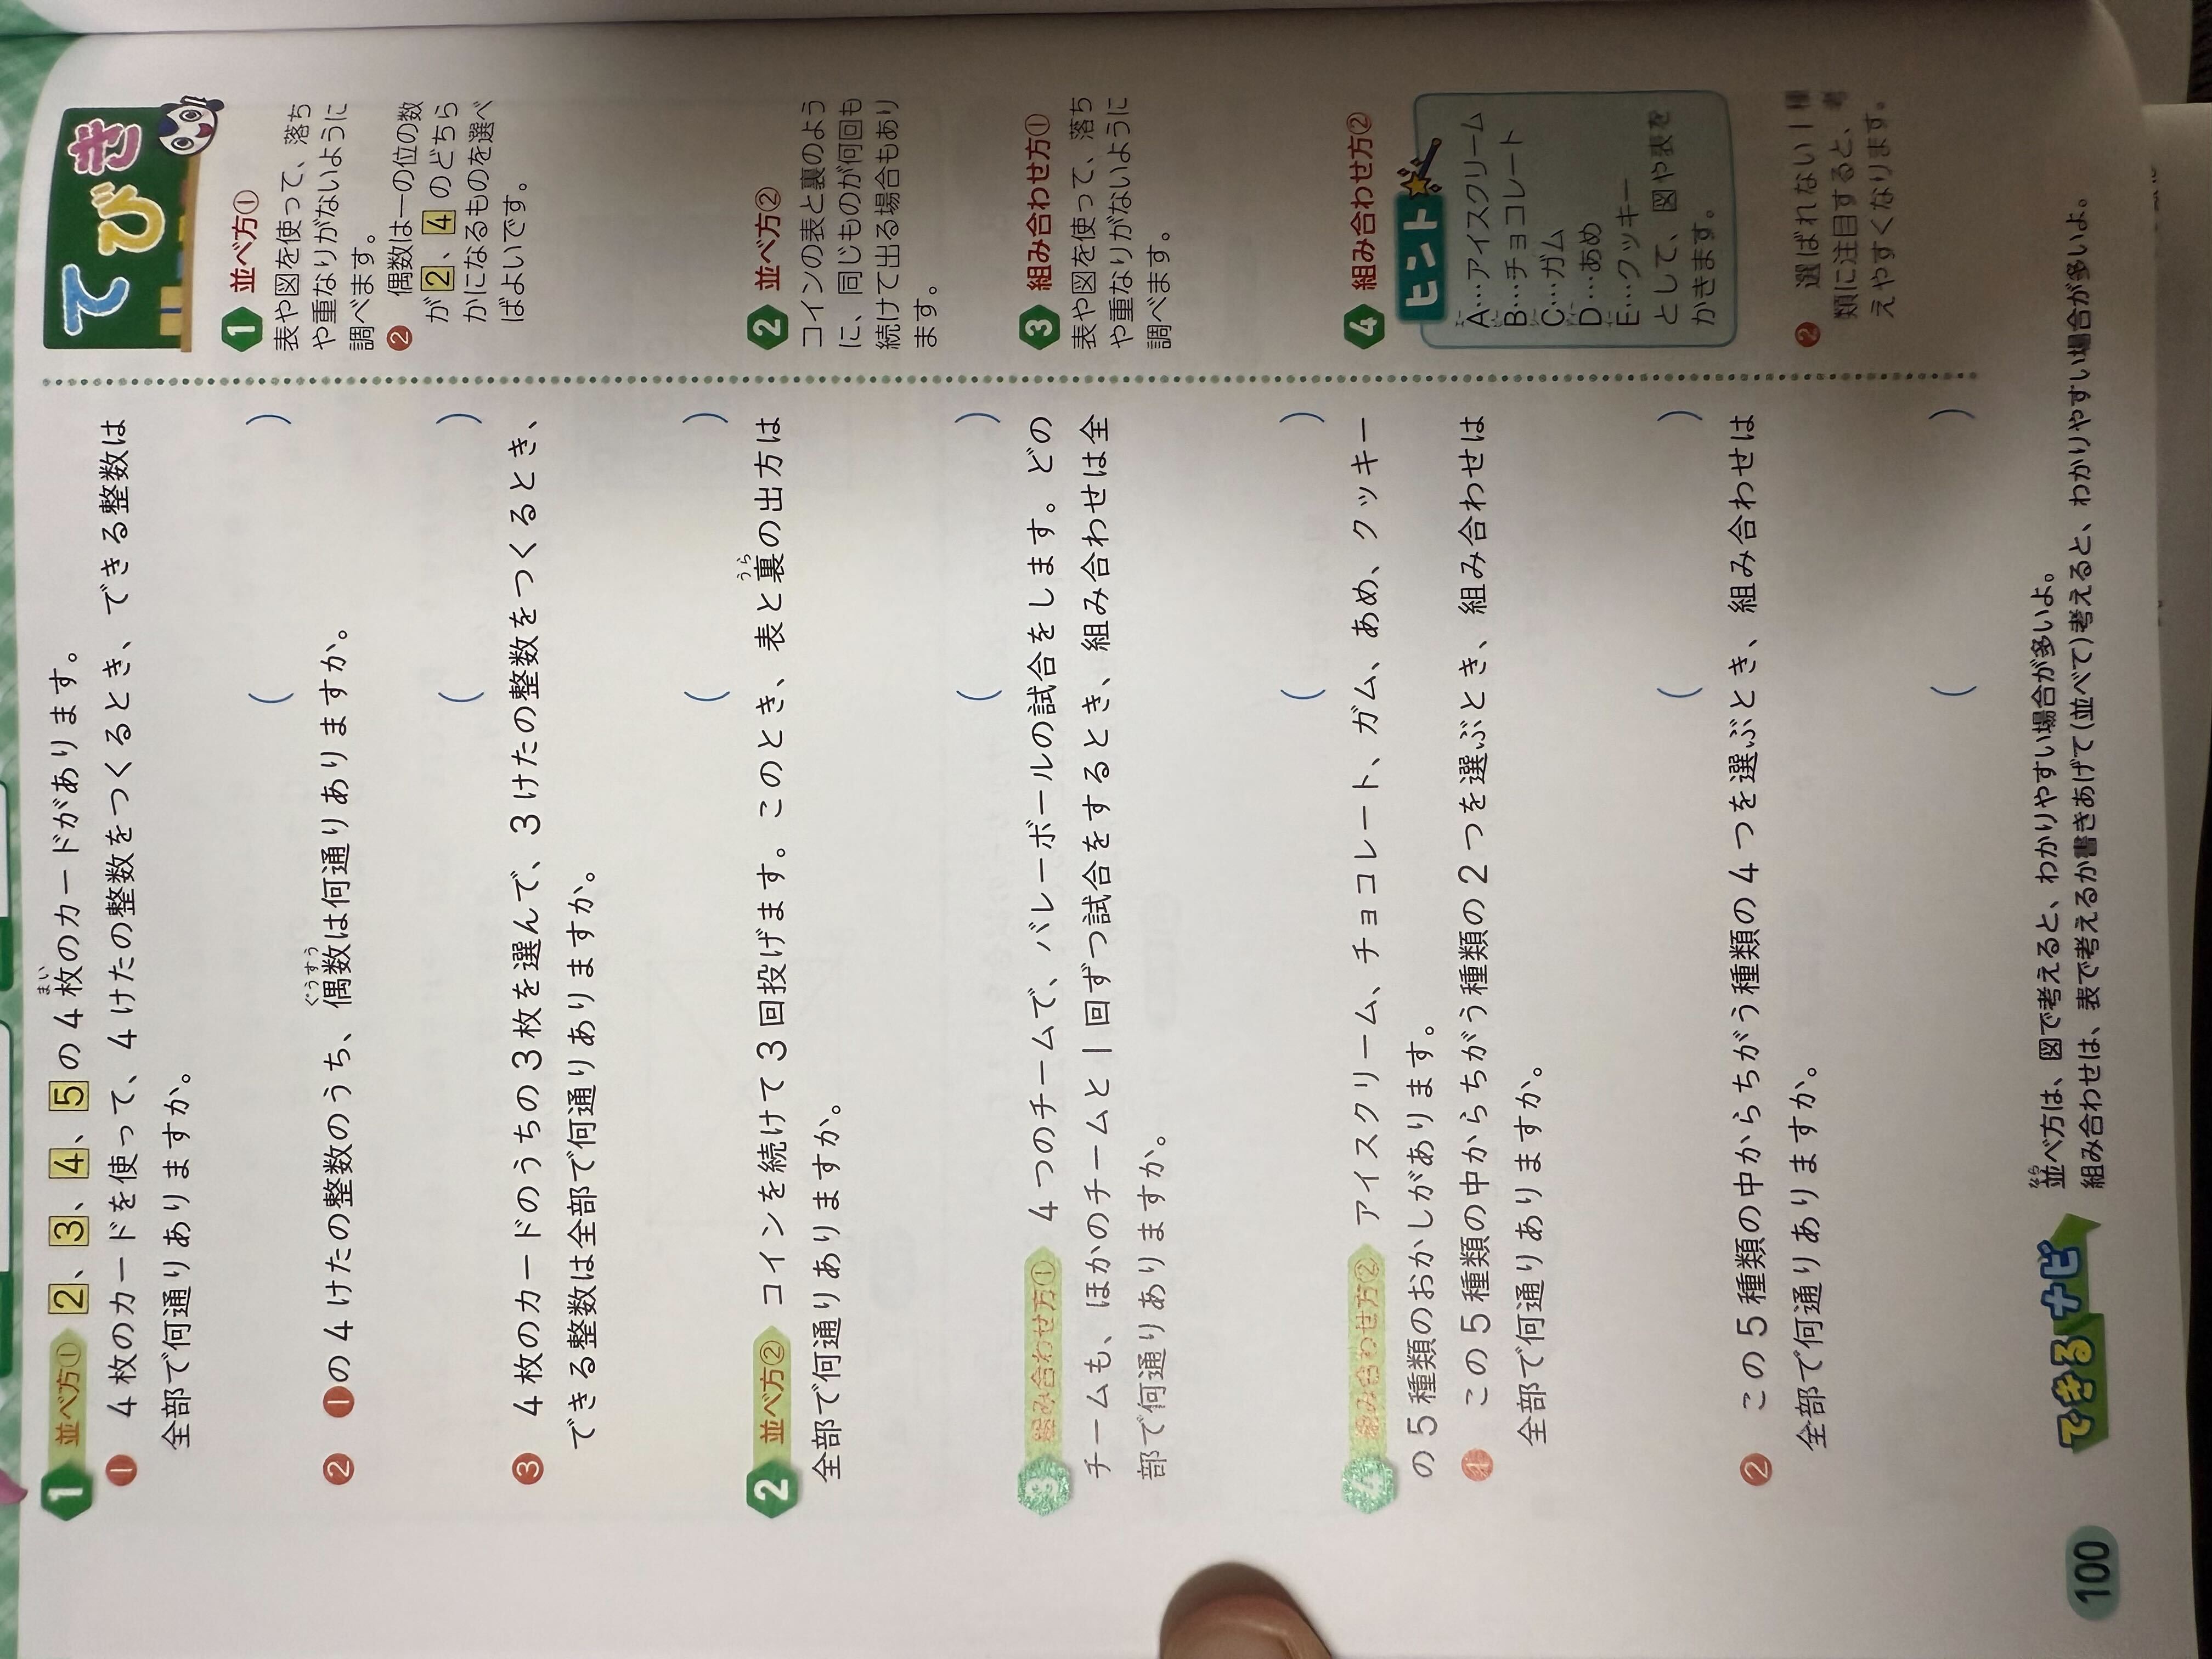 1 並べ方① 2、3、4、5の4枚のカードがあります。
まい
❶ 4枚のカードを使って、4けたの整数をつくるとき、できる整数は
全部で何通りありますか。
( )
❷ ❶の4けたの整数のうち、偶数は何通りありますか。
ぐうすう
( )
❸ 4枚のカードのうちの3枚を選んで、3けたの整数をつくるとき、
できる整数は全部で何通りありますか。
( )
2 並べ方② コインを続けて3回投げます。このとき、表と裏の出方は
うら
全部で何通りありますか。
( )
3 組み合わせ方① 4つのチームで、バレーボールの試合をします。どの
チームも、ほかのチームと1回ずつ試合をするとき、組み合わせは全
部で何通りありますか。
( )
4 組み合わせ方② アイスクリーム、チョコレート、ガム、あめ、クッキー
の5種類のおかしがあります。
❶ この5種類の中からちがう種類の2つを選ぶとき、組み合わせは
全部で何通りありますか。
( )
❷ この5種類の中からちがう種類の4つを選ぶとき、組み合わせは
全部で何通りありますか。
( )
てびき
1 並べ方①
表や図を使って、落ち
や重なりがないように
調べます。
❷ 偶数は一の位の数
が2、4のどちら
かになるものを選べ
ばよいです。
2 並べ方②
コインの表と裏のよう
に、同じものが何回も
続けて出る場合もあり
ます。
3 組み合わせ方①
表や図を使って、落ち
や重なりがないように
調べます。
4 組み合わせ方②
ヒント
A…アイスクリーム
B…チョコレート
C…ガム
D…あめ
E…クッキー
として、図や表を
かきます。
❷ 選ばれない1種
類に注目すると、考
えやすくなります。
できるナビ
なら
並べ方は、図で考えると、わかりやすい場合が多いよ。
組み合わせは、表で考えるか書きあげて(並べて)考えると、わかりやすい場合が多いよ。
100